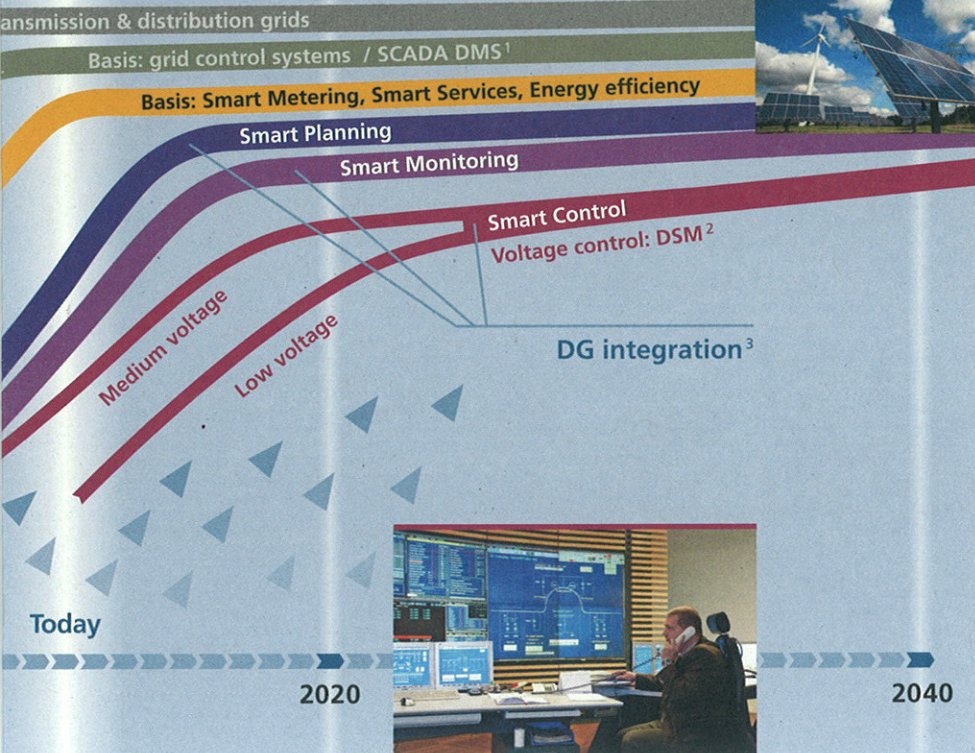 ansmission & distribution grids
Basis: grid control systems / SCADA DMS¹
Basis: Smart Metering, Smart Services, Energy efficiency
Smart Planning
Smart Monitoring
Smart Control
Voltage control: DSM²
Medium voltage
Low voltage
DG integration³
Today
2020
2040